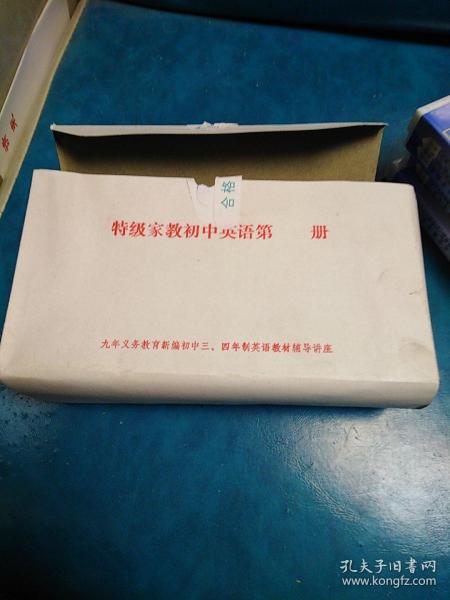 合格
特级家教初中英语第 册
九年义务教育新编初中三、四年制英语教材辅导讲座
孔夫子旧书网
www.kongfz.com